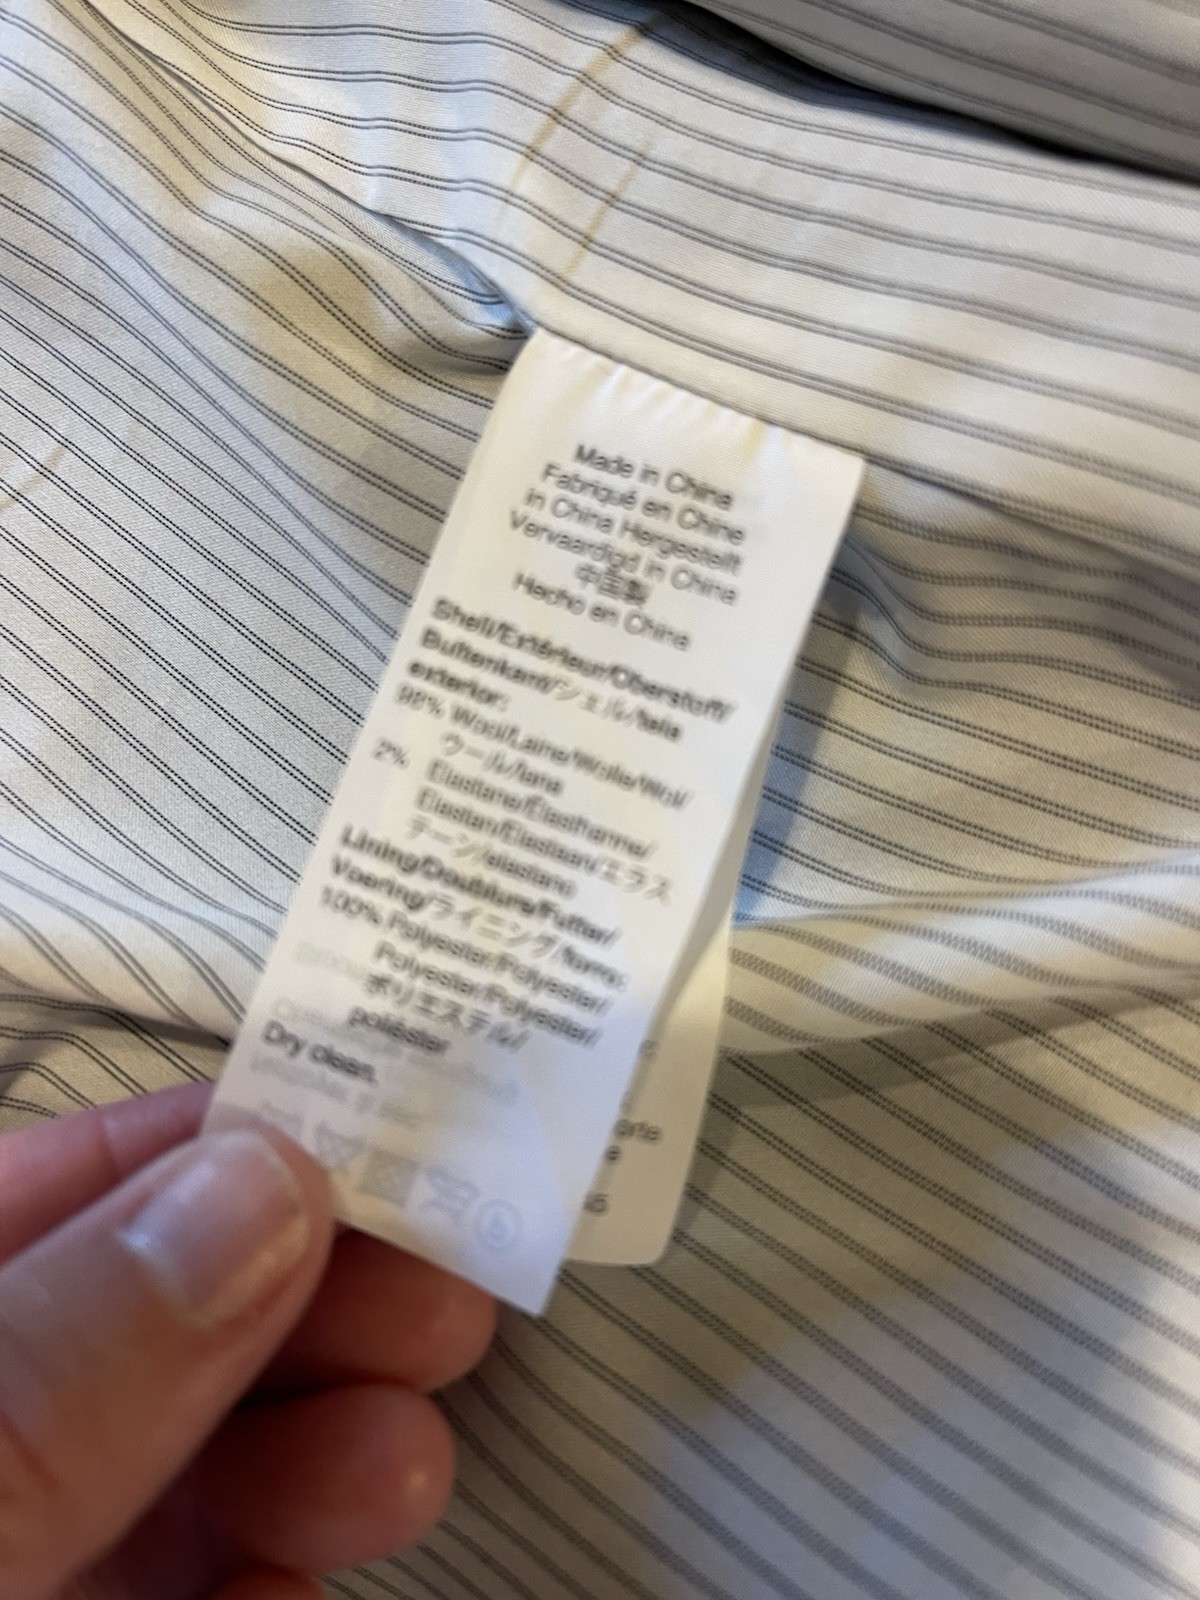 Made in China
Fabriqué en Chine
in China Hergestellt
Vervaardigd in China
中国製
Hecho en China
Shell/Extérieur/Oberstoff/
Buitenkant/シェル/tela
exterior:
98% Wool/Laine/Wolle/Wol/
ウール/lana
2% Elastane/Élasthanne/
Elastan/Elastaan/エラス
テーン/elastano
Lining/Doublure/Futter/
Voering/ライニング/forro:
100% Polyester/Polyester/
Polyester/Polyester/
ポリエステル/
poliéster
Dry clean.